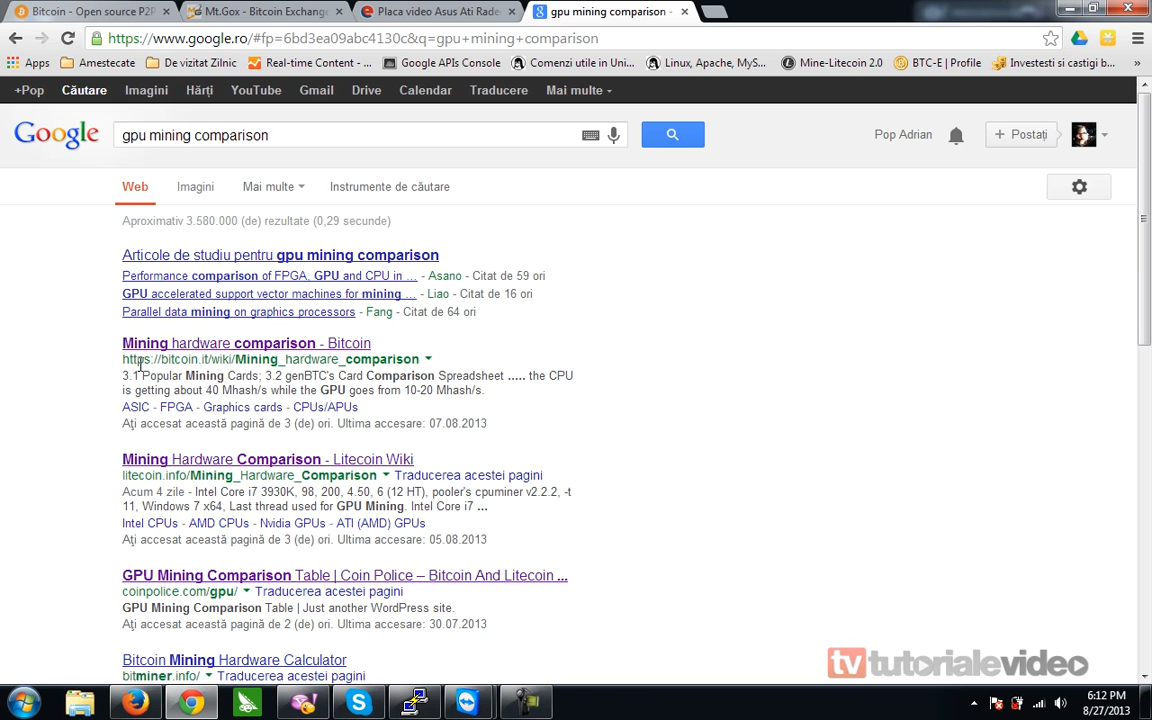 Bitcoin - Open source P2P
Mt.Gox - Bitcoin Exchange
Placa video Asus Ati Rade
gpu mining comparison -
https://www.google.ro/#fp=6bd3ea09abc4130c&q=gpu+mining+comparison
Apps
Amestecate
De vizitat Zilnic
Real-time Content - ...
Google APIs Console
Comenzi utile in Uni...
Linux, Apache, MyS...
Mine-Litecoin 2.0
BTC-E | Profile
Investesti si castigi b...
»
+Pop Căutare Imagini Hărți YouTube Gmail Drive Calendar Traducere Mai multe
Google
gpu mining comparison
Pop Adrian
+ Postați
Web Imagini Mai multe Instrumente de căutare
Aproximativ 3.580.000 (de) rezultate (0,29 secunde)
Articole de studiu pentru gpu mining comparison
Performance comparison of FPGA, GPU and CPU in ... - Asano - Citat de 59 ori
GPU accelerated support vector machines for mining ... - Liao - Citat de 16 ori
Parallel data mining on graphics processors - Fang - Citat de 64 ori
Mining hardware comparison - Bitcoin
https://bitcoin.it/wiki/Mining_hardware_comparison
3.1 Popular Mining Cards; 3.2 genBTC's Card Comparison Spreadsheet ..... the CPU
is getting about 40 Mhash/s while the GPU goes from 10-20 Mhash/s.
ASIC - FPGA - Graphics cards - CPUs/APUs
Ați accesat această pagină de 3 (de) ori. Ultima accesare: 07.08.2013
Mining Hardware Comparison - Litecoin Wiki
litecoin.info/Mining_Hardware_Comparison Traducerea acestei pagini
Acum 4 zile - Intel Core i7 3930K, 98, 200, 4.50, 6 (12 HT), pooler's cpuminer v2.2.2, -t
11, Windows 7 x64, Last thread used for GPU Mining. Intel Core i7 ...
Intel CPUs - AMD CPUs - Nvidia GPUs - ATI (AMD) GPUs
Ați accesat această pagină de 3 (de) ori. Ultima accesare: 05.08.2013
GPU Mining Comparison Table | Coin Police – Bitcoin And Litecoin ...
coinpolice.com/gpu/ Traducerea acestei pagini
GPU Mining Comparison Table | Just another WordPress site.
Ați accesat această pagină de 2 (de) ori. Ultima accesare: 30.07.2013
Bitcoin Mining Hardware Calculator
bitminer.info/ Traducerea acestei pagini
tv tutorialevideo
6:12 PM
8/27/2013